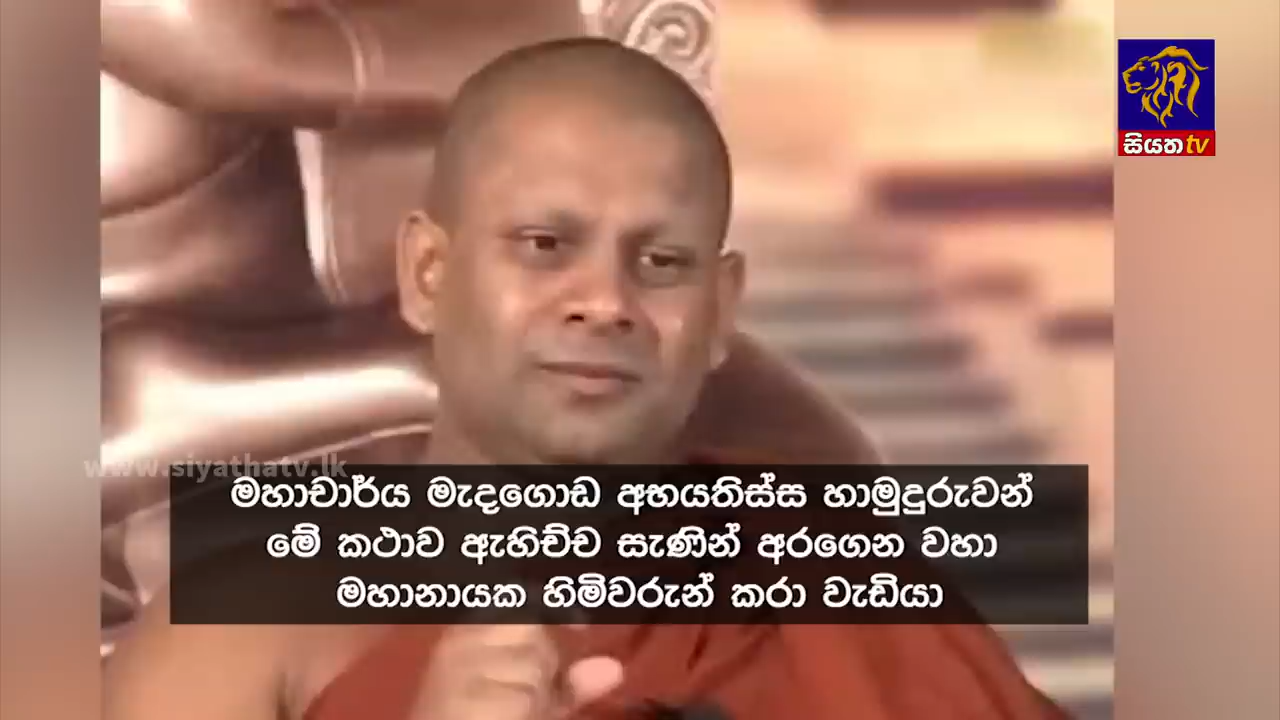 සියත tv
www.siyathatv.lk
මහාචාර්ය මැදගොඩ අභයතිස්ස හාමුදුරුවන්
මේ කථාව ඇහිච්ච සැණින් අරගෙන වහා
මහානායක හිමිවරුන් කරා වැඩියා